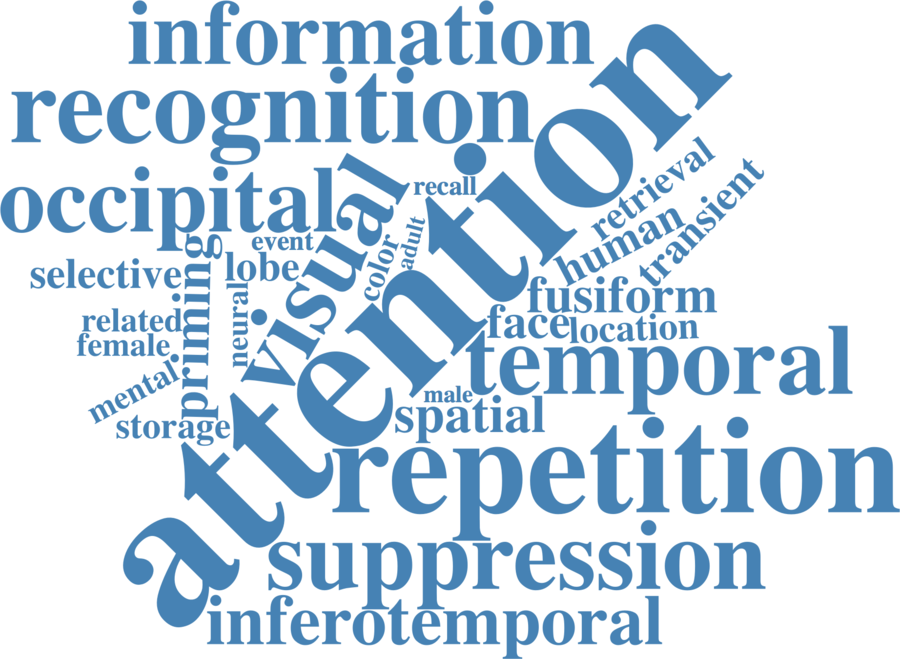 information
recognition
attention
occipital
recall
retrieval
visual
adult
human
transient
event
color
selective
lobe
priming
neural
fusiform
related
face
location
female
temporal
mental
male
storage
spatial
repetition
suppression
inferotemporal